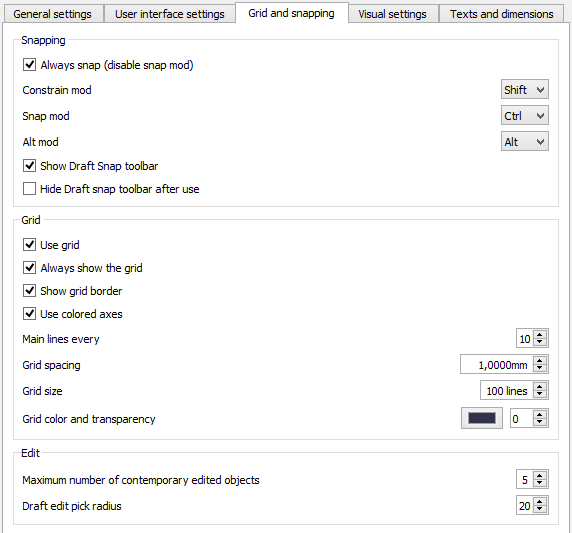 General settings User interface settings Grid and snapping Visual settings Texts and dimensions
Snapping
Always snap (disable snap mod)
Constrain mod Shift
Snap mod Ctrl
Alt mod Alt
Show Draft Snap toolbar
Hide Draft snap toolbar after use
Grid
Use grid
Always show the grid
Show grid border
Use colored axes
Main lines every 10
Grid spacing 1,0000mm
Grid size 100 lines
Grid color and transparency 0
Edit
Maximum number of contemporary edited objects 5
Draft edit pick radius 20